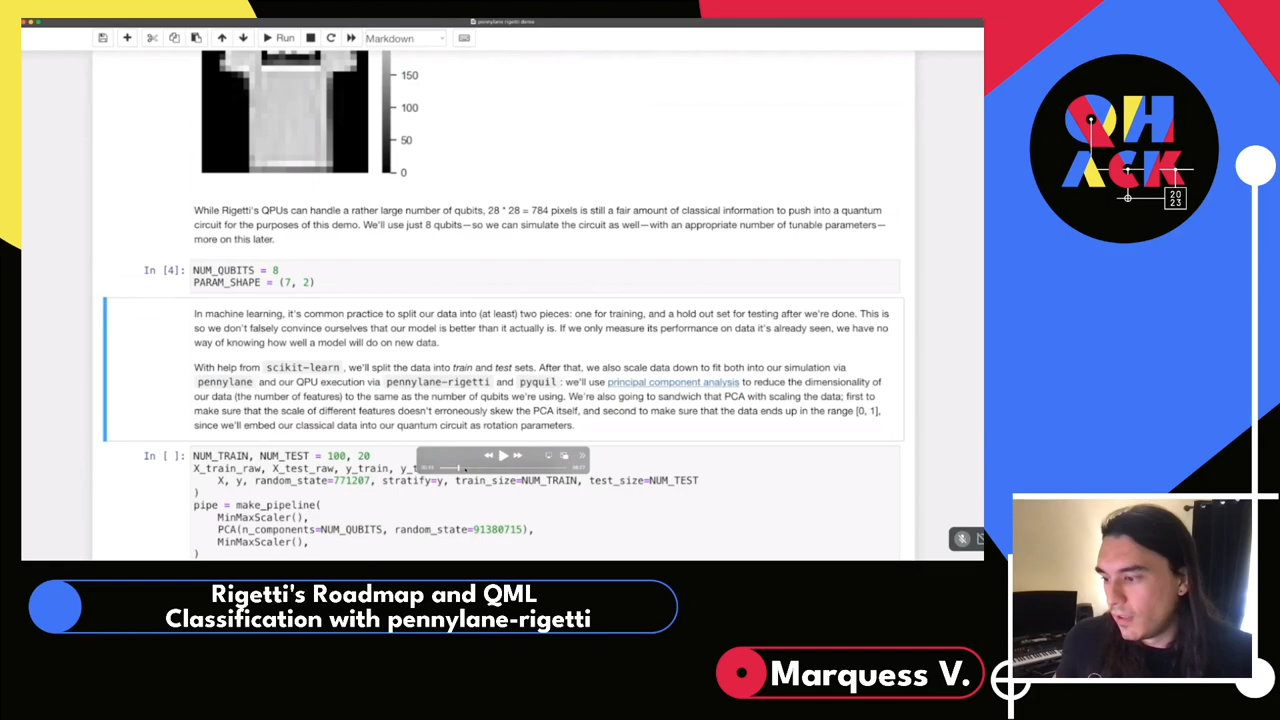 pennylane rigetti demo
Run
Markdown
150
100
50
0
While Rigetti's QPUs can handle a rather large number of qubits, 28 * 28 = 784 pixels is still a fair amount of classical information to push into a quantum
circuit for the purposes of this demo. We'll use just 8 qubits—so we can simulate the circuit as well—with an appropriate number of tunable parameters—
more on this later.
In [4]: NUM_QUBITS = 8
PARAM_SHAPE = (7, 2)
In machine learning, it's common practice to split our data into (at least) two pieces: one for training, and a hold out set for testing after we're done. This is
so we don't falsely convince ourselves that our model is better than it actually is. If we only measure its performance on data it's already seen, we have no
way of knowing how well a model will do on new data.
With help from scikit-learn , we'll split the data into train and test sets. After that, we also scale data down to fit both into our simulation via
pennylane and our QPU execution via pennylane-rigetti and pyquil : we'll use principal component analysis to reduce the dimensionality of
our data (the number of features) to the same as the number of qubits we're using. We're also going to sandwich that PCA with scaling the data; first to
make sure that the scale of different features doesn't erroneously skew the PCA itself, and second to make sure that the data ends up in the range [0, 1],
since we'll embed our classical data into our quantum circuit as rotation parameters.
In [ ]: NUM_TRAIN, NUM_TEST = 100, 20
X_train_raw, X_test_raw, y_train, y_t
X, y, random_state=771207, stratify=y, train_size=NUM_TRAIN, test_size=NUM_TEST
)
pipe = make_pipeline(
MinMaxScaler(),
PCA(n_components=NUM_QUBITS, random_state=91380715),
MinMaxScaler(),
)
QHACK
2023
Rigetti's Roadmap and QML
Classification with pennylane-rigetti
Marquess V.